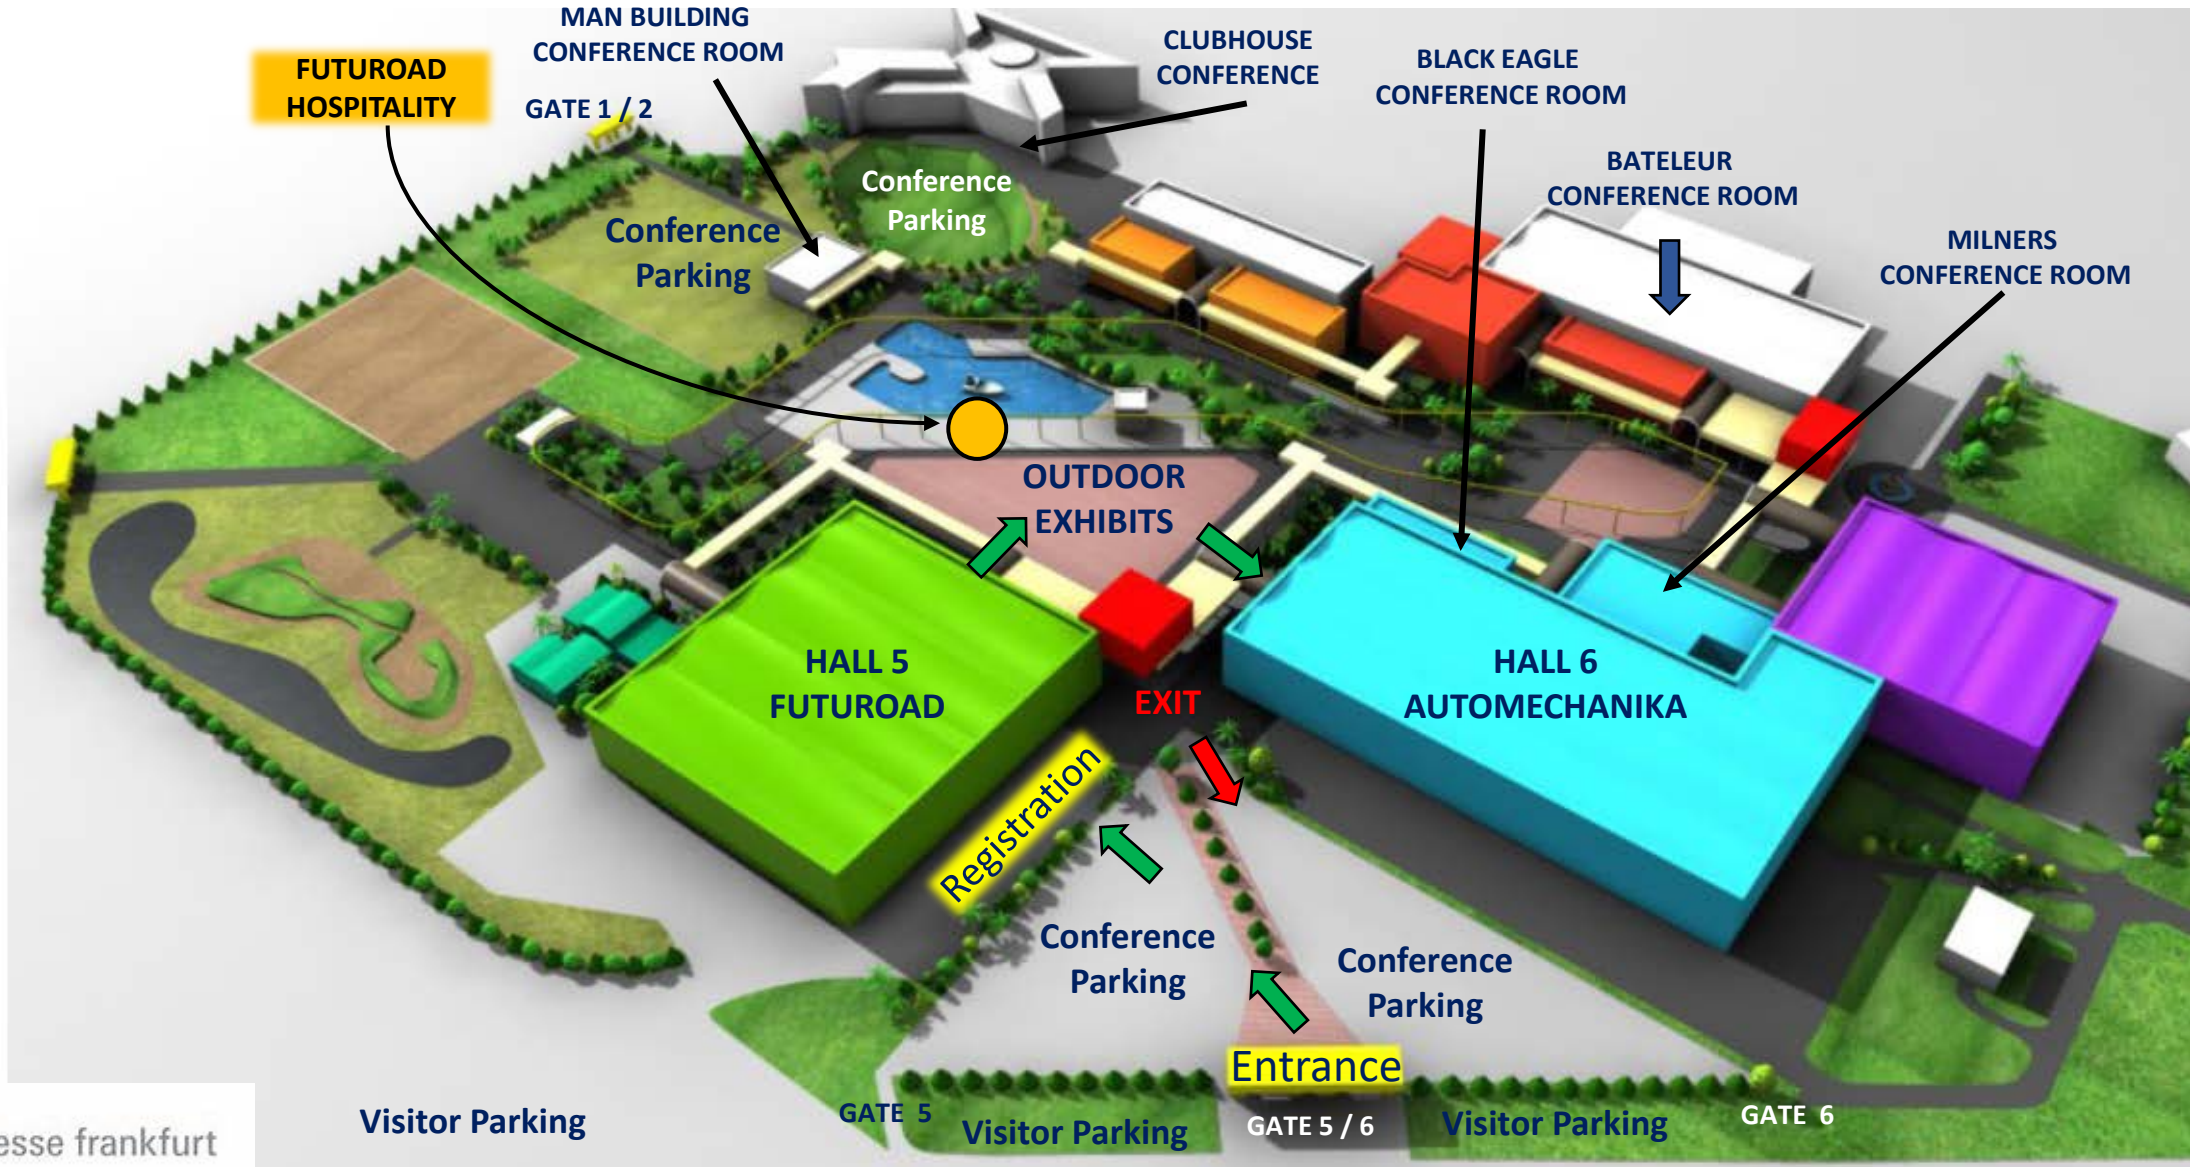 MAN BUILDING
CONFERENCE ROOM
FUTUROAD
HOSPITALITY
GATE 1 / 2
CLUBHOUSE
CONFERENCE
BLACK EAGLE
CONFERENCE ROOM
BATELEUR
CONFERENCE ROOM
MILNERS
CONFERENCE ROOM
Conference
Parking
Conference
Parking
OUTDOOR
EXHIBITS
HALL 5
FUTUROAD
EXIT
HALL 6
AUTOMECHANIKA
Registration
Conference
Parking
Conference
Parking
Entrance
Visitor Parking
GATE 5
Visitor Parking
GATE 5 / 6
Visitor Parking
GATE 6
esse frankfurt